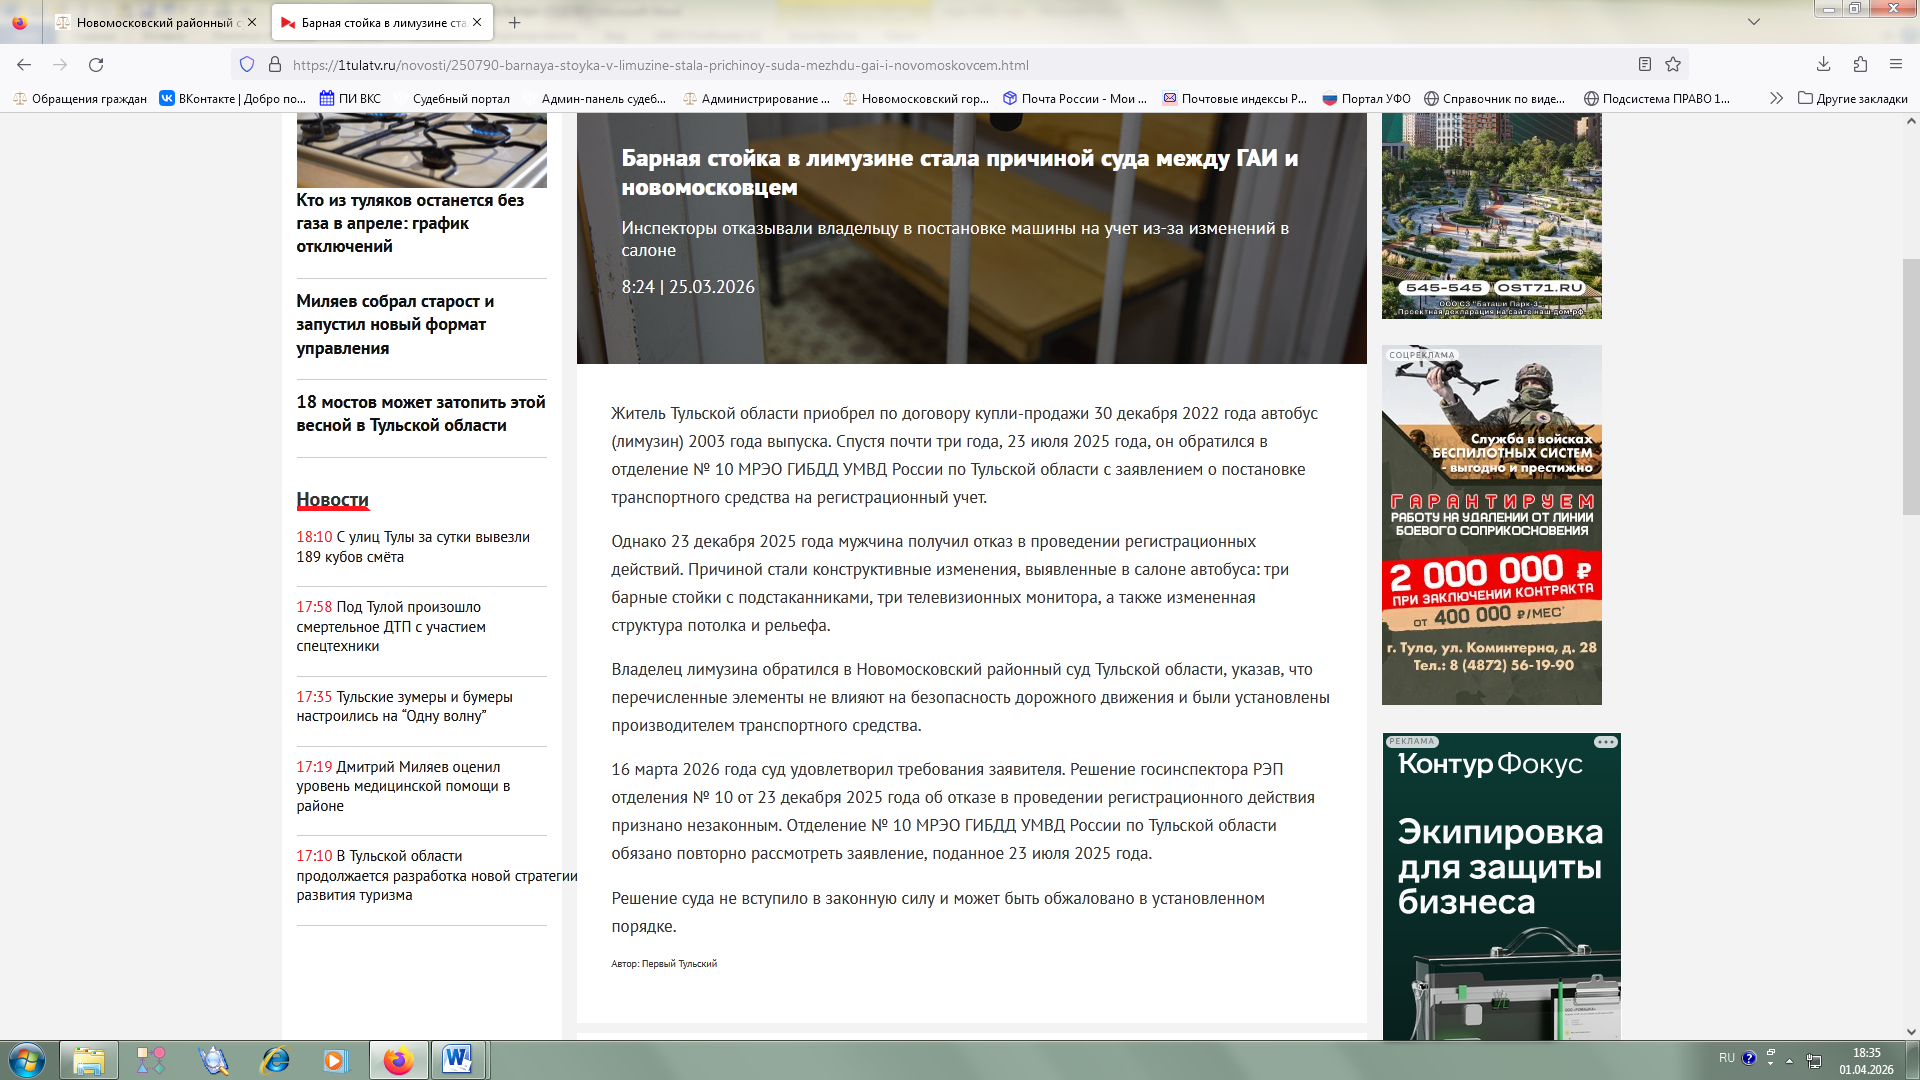 Новомосковский районный с
Барная стойка в лимузине ста
https://1tulatv.ru/novosti/250790-barnaya-stoyka-v-limuzine-stala-prichinoy-suda-mezhdu-gai-i-novomoskovcem.html
Обращения граждан
ВКонтакте | Добро по...
ПИ ВКС
Судебный портал
Админ-панель судеб...
Администрирование ...
Новомосковский гор...
Почта России - Мои ...
Почтовые индексы Р...
Портал УФО
Справочник по виде...
Подсистема ПРАВО 1...
Другие закладки
Кто из туляков останется без
газа в апреле: график
отключений
Миляев собрал старост и
запустил новый формат
управления
18 мостов может затопить этой
весной в Тульской области
Новости
18:10 С улиц Тулы за сутки вывезли
189 кубов смёта
17:58 Под Тулой произошло
смертельное ДТП с участием
спецтехники
17:35 Тульские зумеры и бумеры
настроились на “Одну волну”
17:19 Дмитрий Миляев оценил
уровень медицинской помощи в
районе
17:10 В Тульской области
продолжается разработка новой стратегии
развития туризма
Барная стойка в лимузине стала причиной суда между ГАИ и
новомосковцем
Инспекторы отказывали владельцу в постановке машины на учет из-за изменений в
салоне
8:24 | 25.03.2026
Житель Тульской области приобрел по договору купли-продажи 30 декабря 2022 года автобус
(лимузин) 2003 года выпуска. Спустя почти три года, 23 июля 2025 года, он обратился в
отделение № 10 МРЭО ГИБДД УМВД России по Тульской области с заявлением о постановке
транспортного средства на регистрационный учет.
Однако 23 декабря 2025 года мужчина получил отказ в проведении регистрационных
действий. Причиной стали конструктивные изменения, выявленные в салоне автобуса: три
барные стойки с подстаканниками, три телевизионных монитора, а также измененная
структура потолка и рельефа.
Владелец лимузина обратился в Новомосковский районный суд Тульской области, указав, что
перечисленные элементы не влияют на безопасность дорожного движения и были установлены
производителем транспортного средства.
16 марта 2026 года суд удовлетворил требования заявителя. Решение госинспектора РЭП
отделения № 10 от 23 декабря 2025 года об отказе в проведении регистрационного действия
признано незаконным. Отделение № 10 МРЭО ГИБДД УМВД России по Тульской области
обязано повторно рассмотреть заявление, поданное 23 июля 2025 года.
Решение суда не вступило в законную силу и может быть обжаловано в установленном
порядке.
Автор: Первый Тульский
545-545 OST71.RU
ООО СЗ "Баташи Парк-3".
Проектная декларация на сайте наш.дом.рф.
СОЦРЕКЛАМА
Служба в войсках
БЕСПИЛОТНЫХ СИСТЕМ
- выгодно и престижно
ГАРАНТИРУЕМ
РАБОТУ НА УДАЛЕНИИ ОТ ЛИНИИ
БОЕВОГО СОПРИКОСНОВЕНИЯ
2 000 000 ₽
ПРИ ЗАКЛЮЧЕНИИ КОНТРАКТА
ОТ 400 000 ₽/МЕС*
г. Тула, ул. Коминтерна, д. 28
Тел.: 8 (4872) 56-19-90
РЕКЛАМА
Контур Фокус
Экипировка
для защиты
бизнеса
RU
18:35
01.04.2026